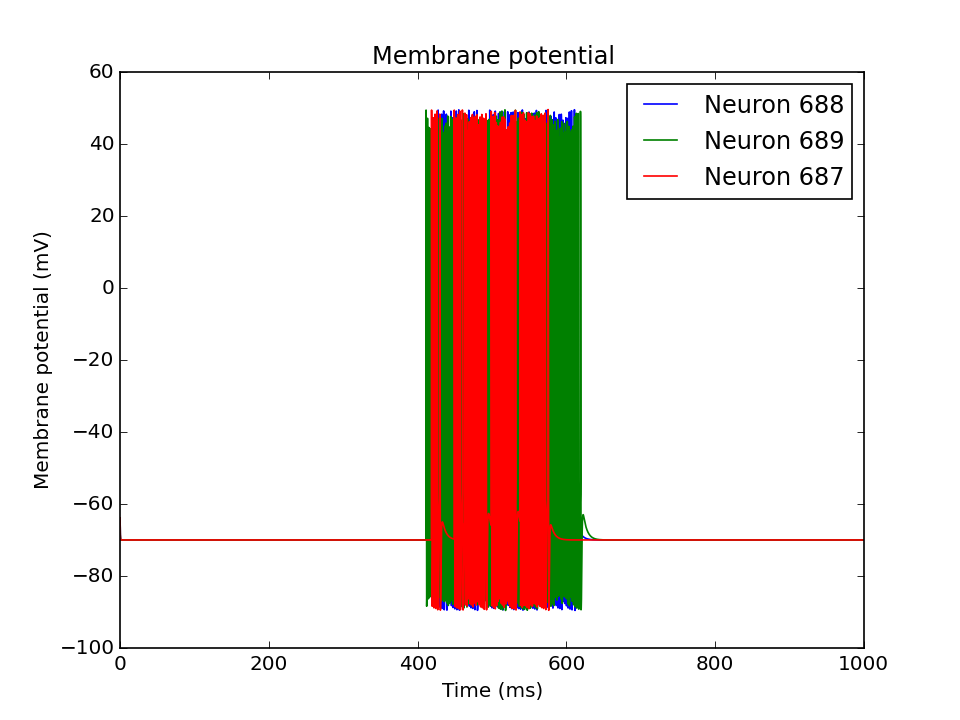 Membrane potential
60
40
20
0
−20
−40
−60
−80
−100
Membrane potential (mV)
Neuron 688
Neuron 689
Neuron 687
0 200 400 600 800 1000
Time (ms)